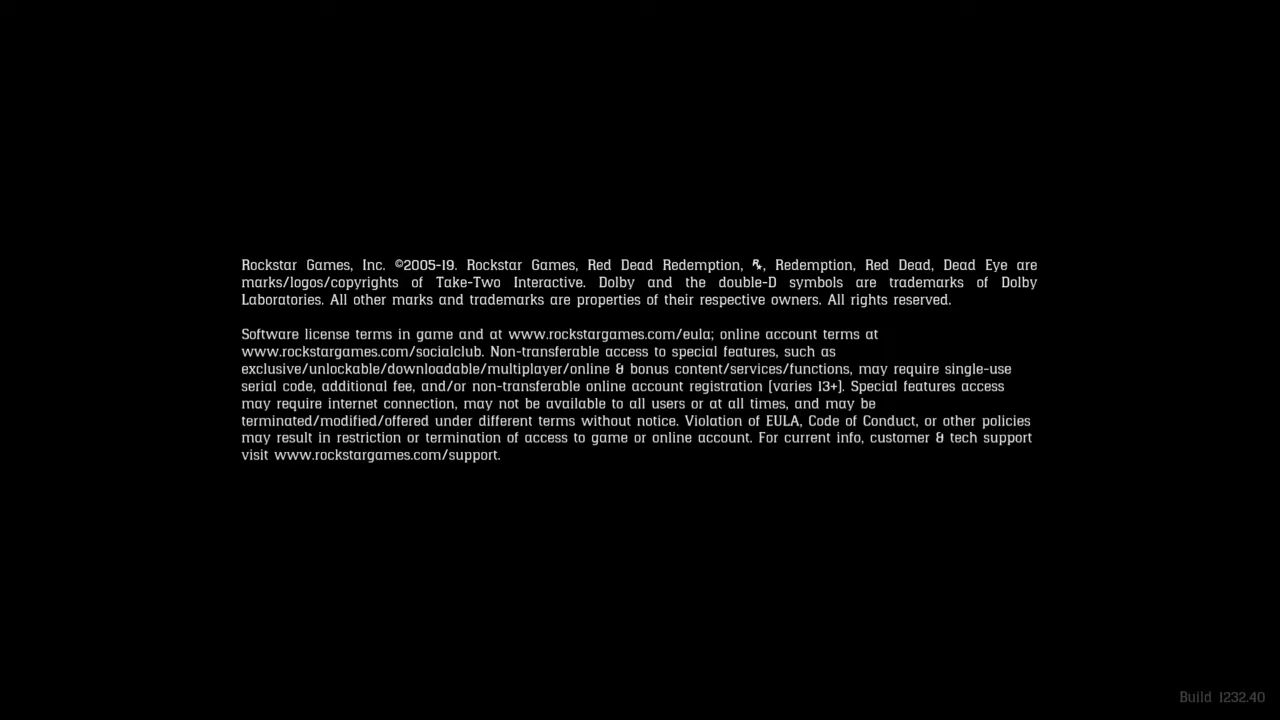 Rockstar Games, Inc. ©2005-19. Rockstar Games, Red Dead Redemption, R*, Redemption, Red Dead, Dead Eye are
marks/logos/copyrights of Take-Two Interactive. Dolby and the double-D symbols are trademarks of Dolby
Laboratories. All other marks and trademarks are properties of their respective owners. All rights reserved.
Software license terms in game and at www.rockstargames.com/eula; online account terms at
www.rockstargames.com/socialclub. Non-transferable access to special features, such as
exclusive/unlockable/downloadable/multiplayer/online & bonus content/services/functions, may require single-use
serial code, additional fee, and/or non-transferable online account registration [varies 13+]. Special features access
may require internet connection, may not be available to all users or at all times, and may be
terminated/modified/offered under different terms without notice. Violation of EULA, Code of Conduct, or other policies
may result in restriction or termination of access to game or online account. For current info, customer & tech support
visit www.rockstargames.com/support.
Build 1232.40